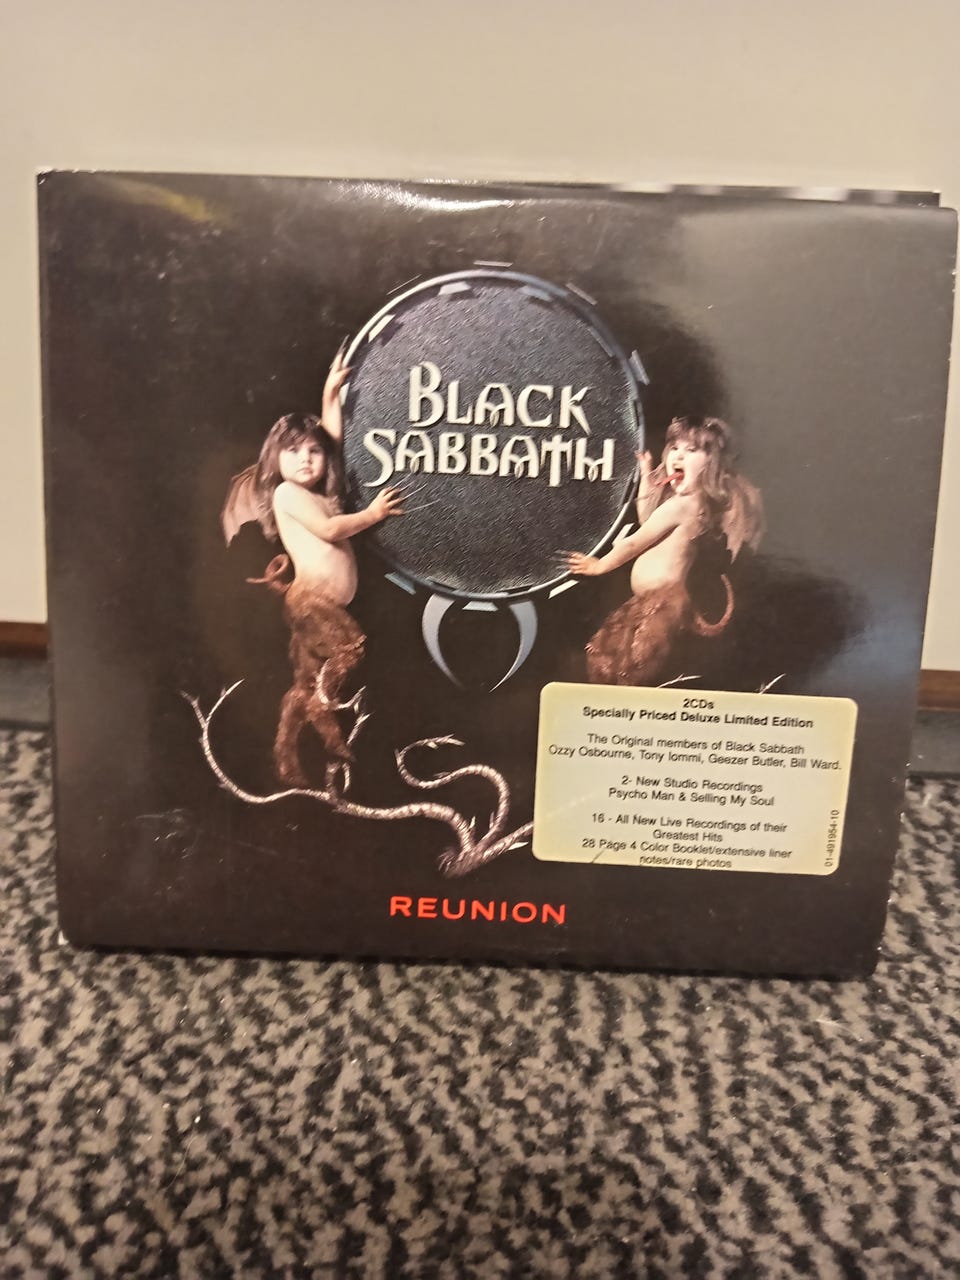 BLACK
SABBATH
2CDs
Specially Priced Deluxe Limited Edition
The Original members of Black Sabbath
Ozzy Osbourne, Tony Iommi, Geezer Butler, Bill Ward.
2- New Studio Recordings
Psycho Man & Selling My Soul
16 - All New Live Recordings of their
Greatest Hits
28 Page 4 Color Booklet/extensive liner
notes/rare photos
01-491954-10
REUNION